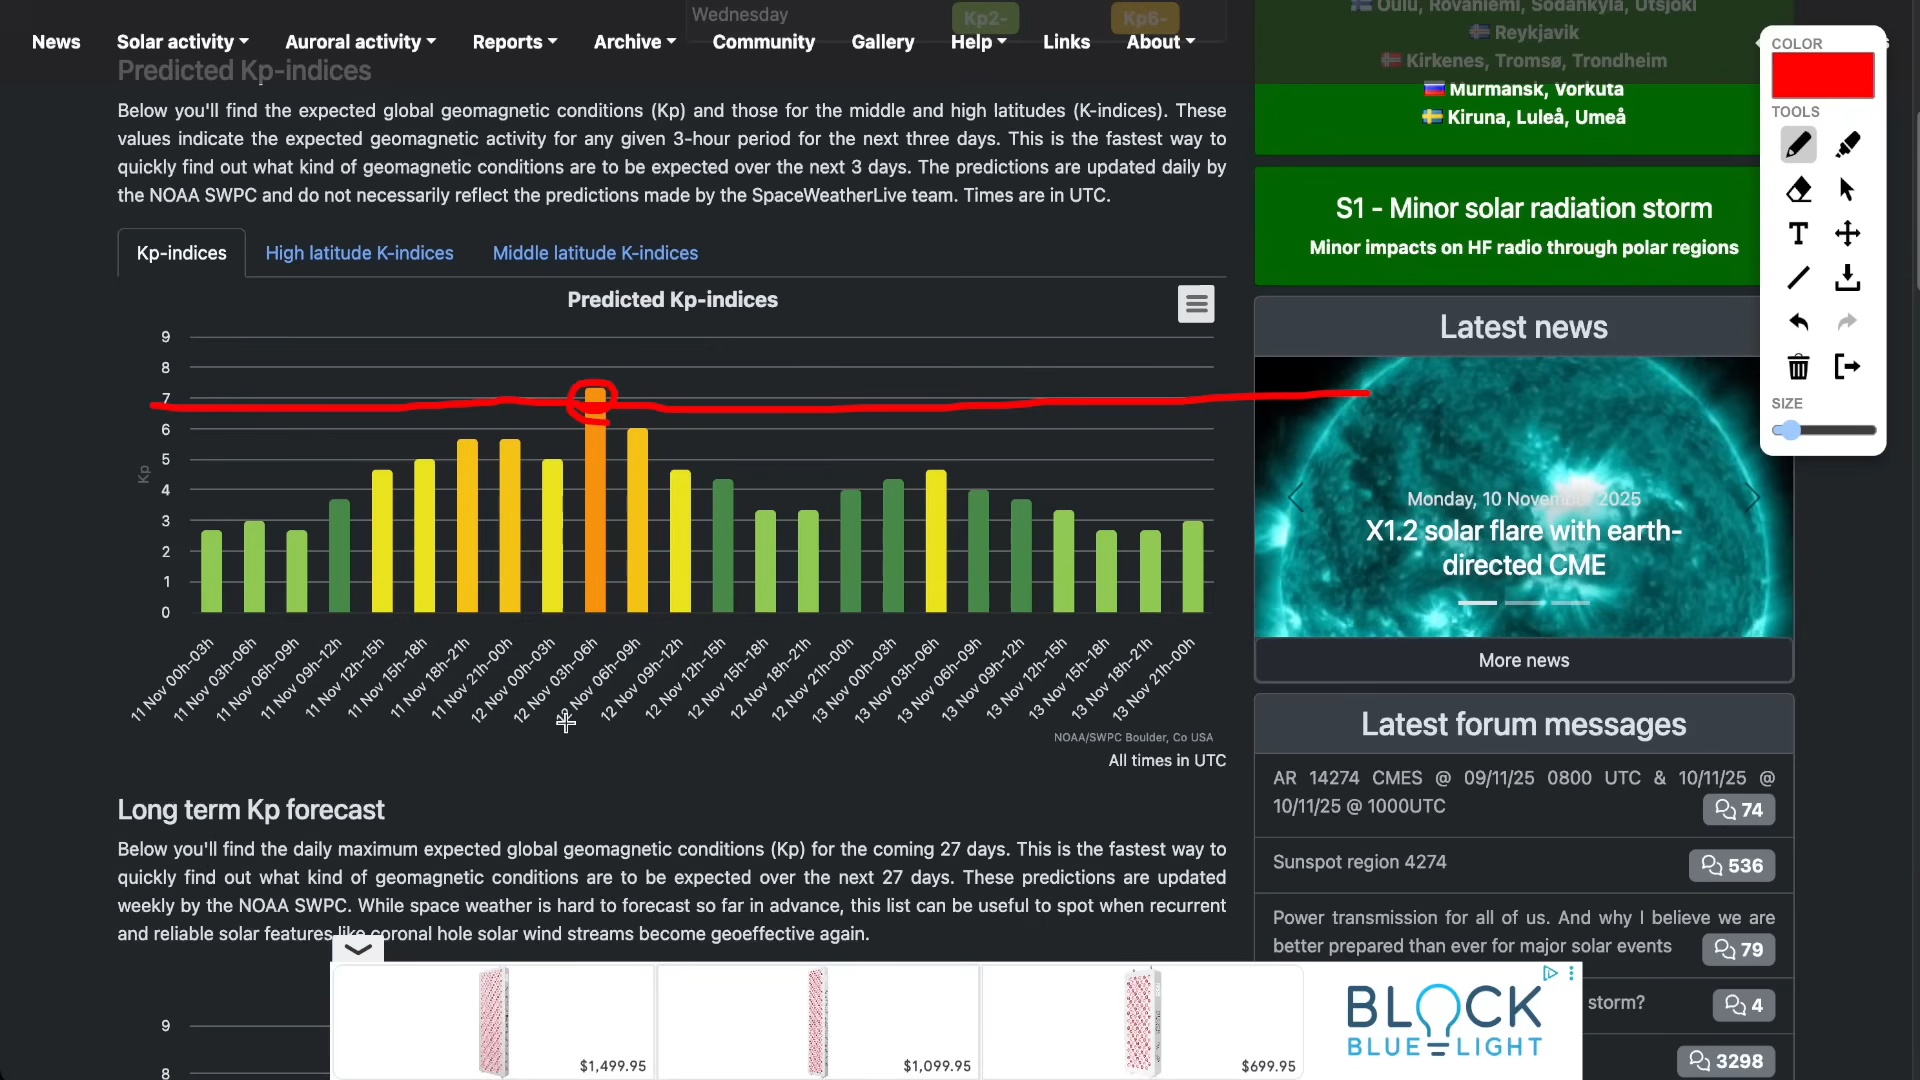 Wednesday
Kp2-
Kp6-
News
Solar activity
Auroral activity
Reports
Archive
Community
Gallery
Help
Links
About
Predicted Kp-indices
Below you'll find the expected global geomagnetic conditions (Kp) and those for the middle and high latitudes (K-indices). These
values indicate the expected geomagnetic activity for any given 3-hour period for the next three days. This is the fastest way to
quickly find out what kind of geomagnetic conditions are to be expected over the next 3 days. The predictions are updated daily by
the NOAA SWPC and do not necessarily reflect the predictions made by the SpaceWeatherLive team. Times are in UTC.
Kp-indices
High latitude K-indices
Middle latitude K-indices
Predicted Kp-indices
9
8
7
6
5
4
3
2
1
0
Kp
11 Nov 00h-03h
11 Nov 03h-06h
11 Nov 06h-09h
11 Nov 09h-12h
11 Nov 12h-15h
11 Nov 15h-18h
11 Nov 18h-21h
11 Nov 21h-00h
12 Nov 00h-03h
12 Nov 03h-06h
12 Nov 06h-09h
12 Nov 09h-12h
12 Nov 12h-15h
12 Nov 15h-18h
12 Nov 18h-21h
12 Nov 21h-00h
13 Nov 00h-03h
13 Nov 03h-06h
13 Nov 06h-09h
13 Nov 09h-12h
13 Nov 12h-15h
13 Nov 15h-18h
13 Nov 18h-21h
13 Nov 21h-00h
NOAA/SWPC Boulder, Co USA
All times in UTC
Long term Kp forecast
Below you'll find the daily maximum expected global geomagnetic conditions (Kp) for the coming 27 days. This is the fastest way to
quickly find out what kind of geomagnetic conditions are to be expected over the next 27 days. These predictions are updated
weekly by the NOAA SWPC. While space weather is hard to forecast so far in advance, this list can be useful to spot when recurrent
and reliable solar features like coronal hole solar wind streams become geoeffective again.
9
8
Oulu, Rovaniemi, Sodankylä, Utsjoki
Reykjavik
Kirkenes, Tromsø, Trondheim
Murmansk, Vorkuta
Kiruna, Luleå, Umeå
S1 - Minor solar radiation storm
Minor impacts on HF radio through polar regions
Latest news
Monday, 10 November 2025
X1.2 solar flare with earth-
directed CME
More news
Latest forum messages
AR 14274 CMES @ 09/11/25 0800 UTC & 10/11/25 @
10/11/25 @ 1000UTC
74
Sunspot region 4274
536
Power transmission for all of us. And why I believe we are
better prepared than ever for major solar events
79
storm?
4
3298
COLOR
TOOLS
T
SIZE
$1,499.95
$1,099.95
$699.95
BLOCK
BLUE LIGHT